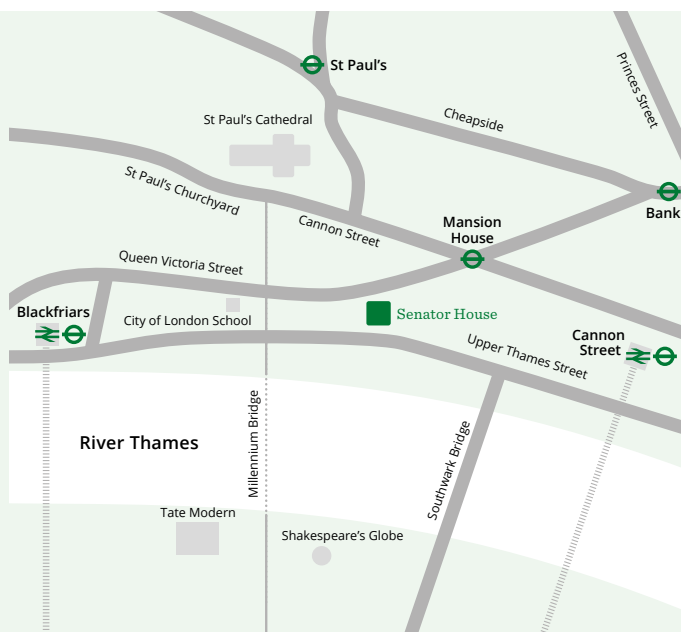 St Paul's
Princes Street
Cheapside
St Paul's Cathedral
St Paul's Churchyard
Bank
Cannon Street
Mansion
House
Queen Victoria Street
Blackfriars
City of London School
Senator House
Cannon
Street
Upper Thames Street
Millennium Bridge
Southwark Bridge
River Thames
Tate Modern
Shakespeare's Globe